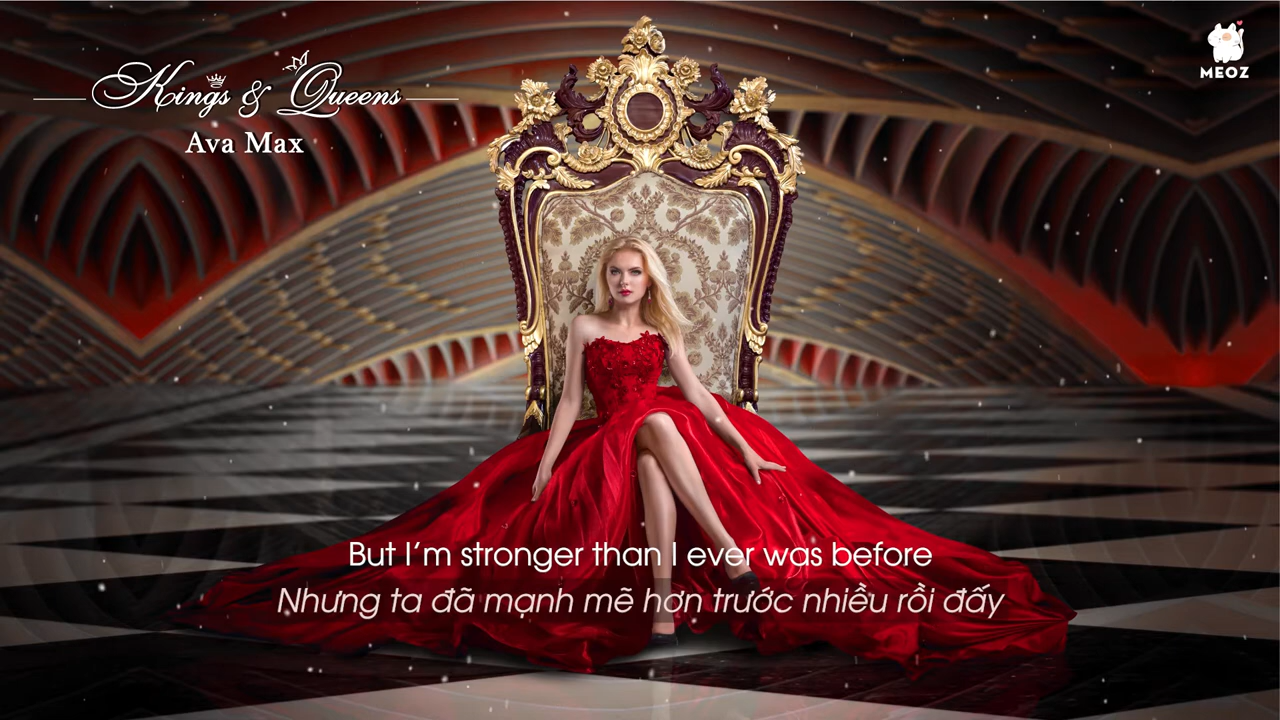 Kings & Queens
Ava Max
MEOZ
But I'm stronger than I ever was before
Nhưng ta đã mạnh mẽ hơn trước nhiều rồi đấy